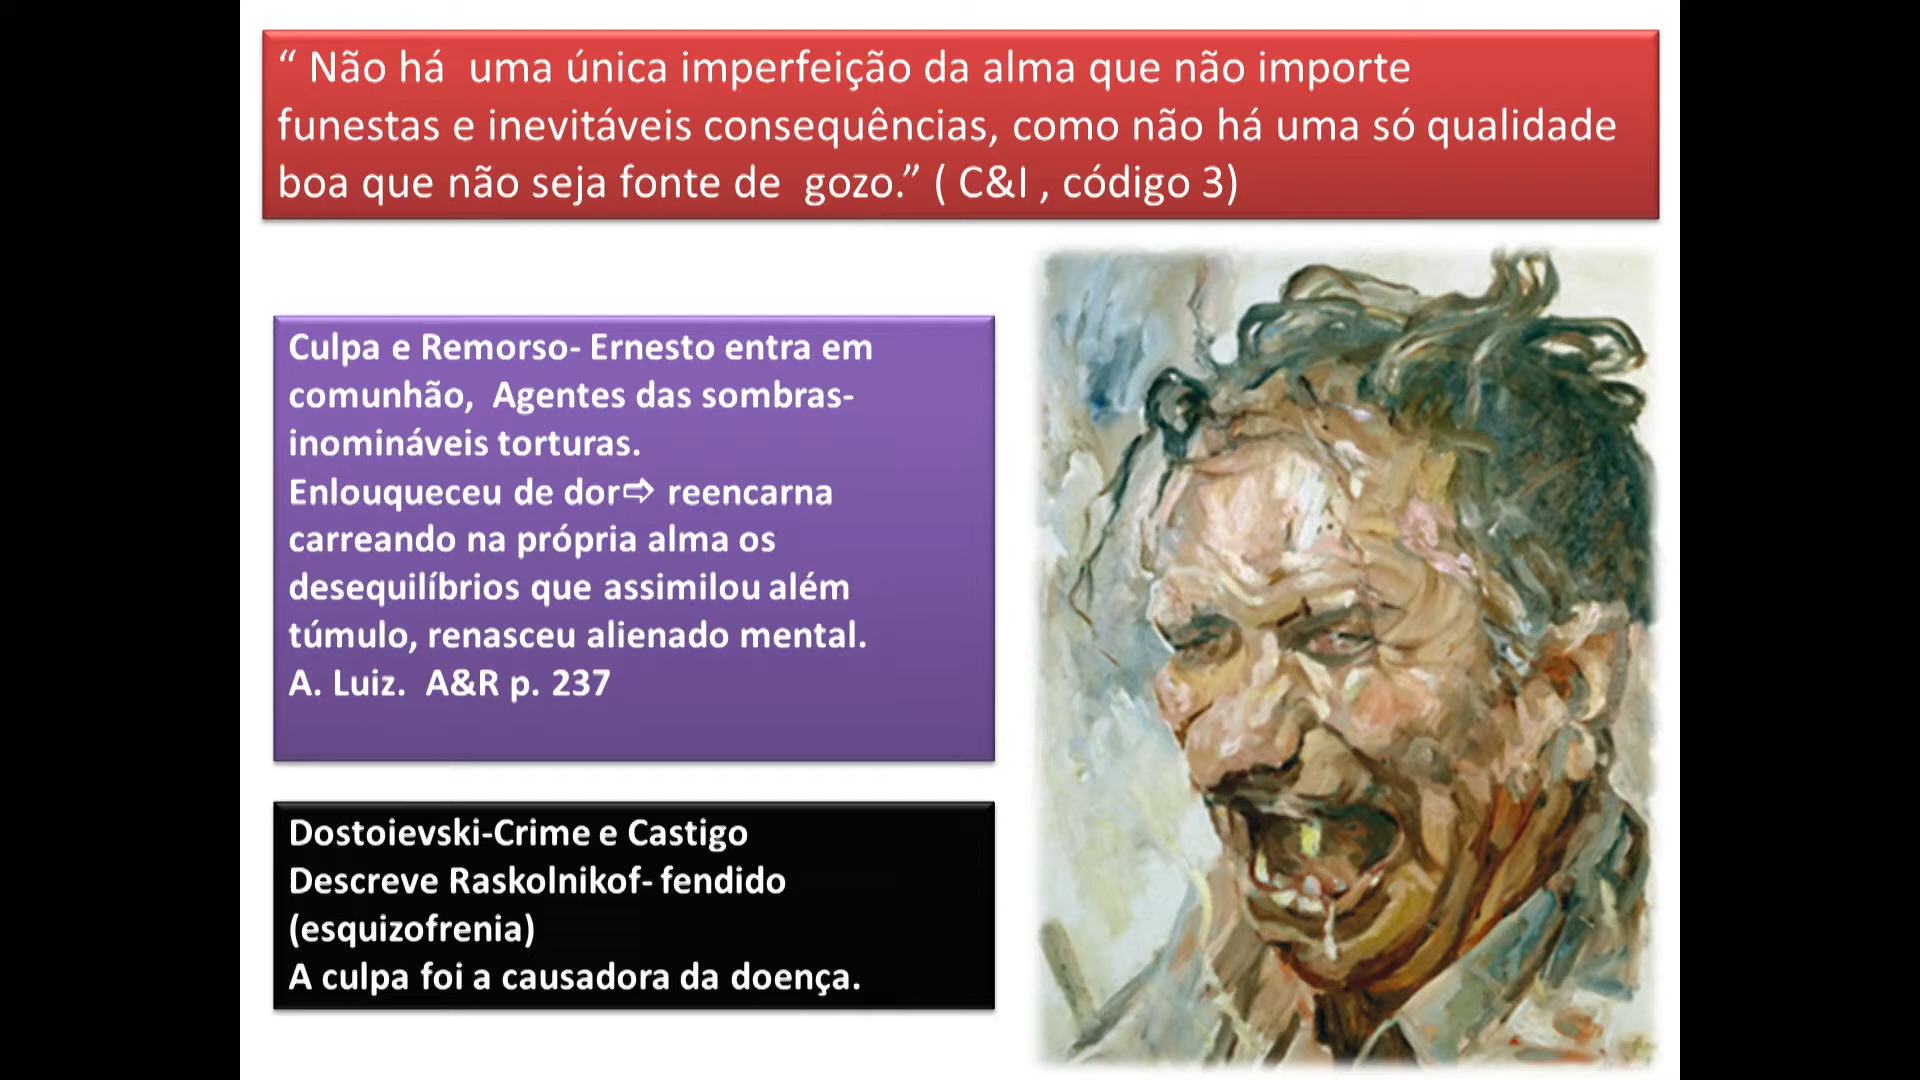 “ Não há uma única imperfeição da alma que não importe
funestas e inevitáveis consequências, como não há uma só qualidade
boa que não seja fonte de gozo.” ( C&I , código 3)
Culpa e Remorso- Ernesto entra em
comunhão, Agentes das sombras-
inomináveis torturas.
Enlouqueceu de dor⇨ reencarna
carreando na própria alma os
desequilíbrios que assimilou além
túmulo, renasceu alienado mental.
A. Luiz. A&R p. 237
Dostoievski-Crime e Castigo
Descreve Raskolnikof- fendido
(esquizofrenia)
A culpa foi a causadora da doença.